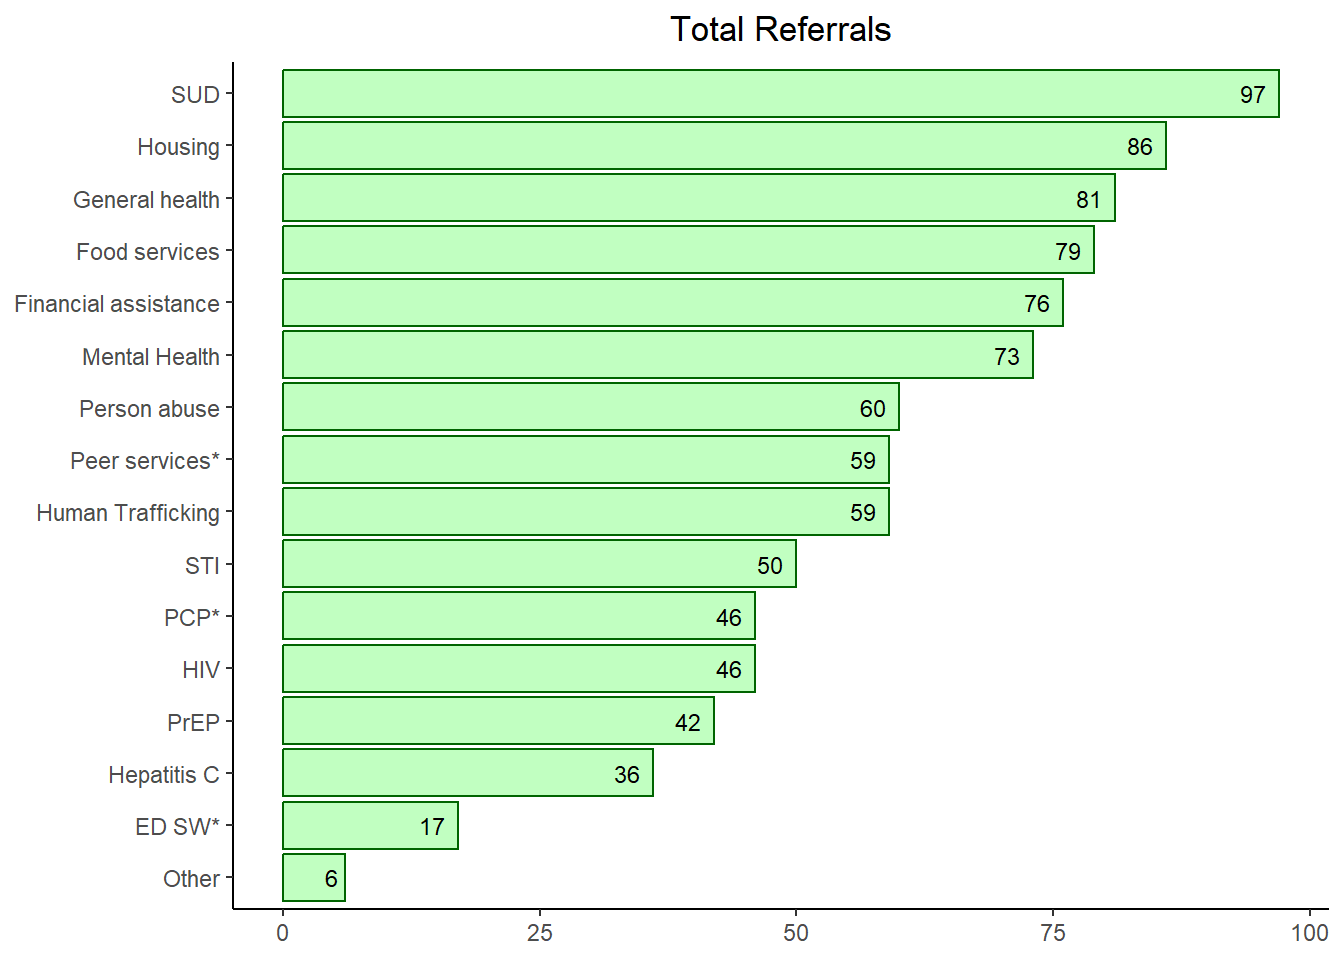 Total Referrals
SUD 97
Housing 86
General health 81
Food services 79
Financial assistance 76
Mental Health 73
Person abuse 60
Peer services* 59
Human Trafficking 59
STI 50
PCP* 46
HIV 46
PrEP 42
Hepatitis C 36
ED SW* 17
Other 6
0 25 50 75 100